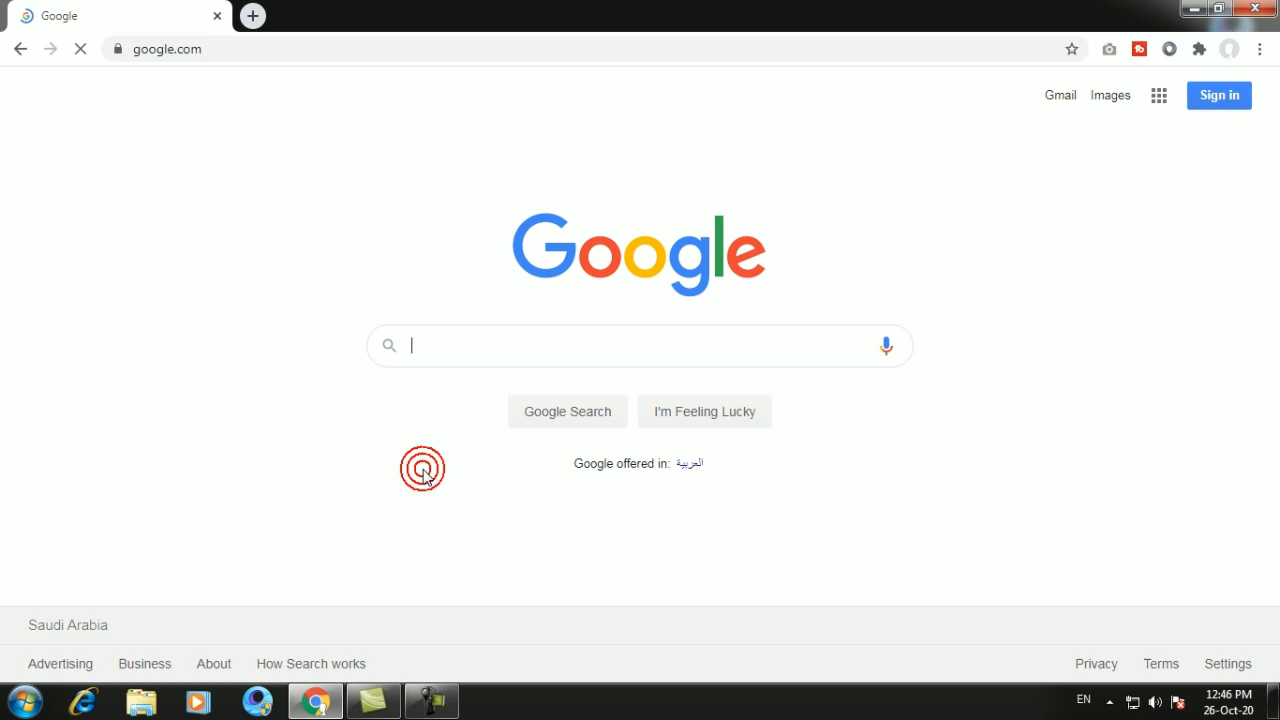 Google
google.com
Gmail Images Sign in
Google
Google Search I'm Feeling Lucky
Google offered in: العربية
Saudi Arabia
Advertising Business About How Search works Privacy Terms Settings
EN 12:46 PM
26-Oct-20